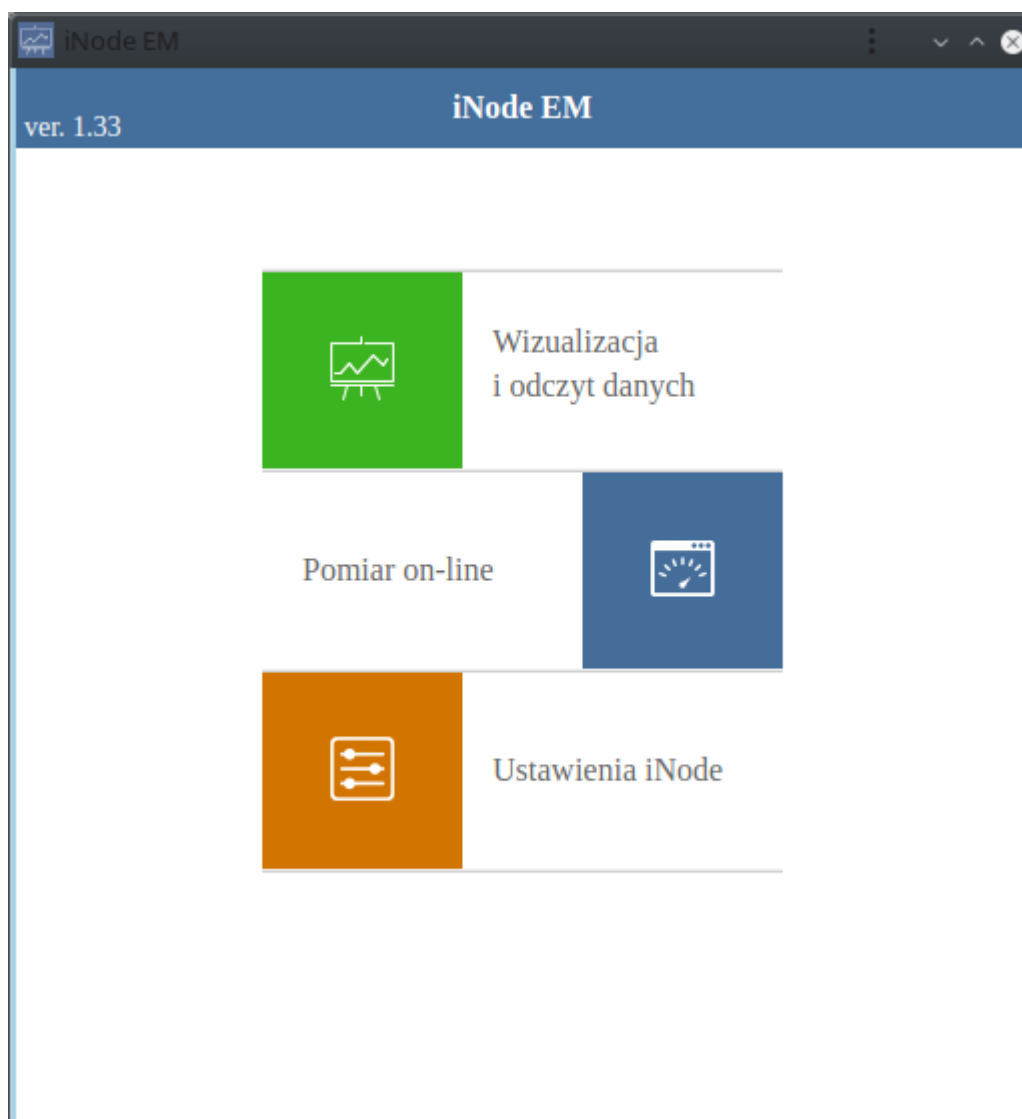 iNode EM
iNode EM
ver. 1.33
Wizualizacja
i odczyt danych
Pomiar on-line
Ustawienia iNode